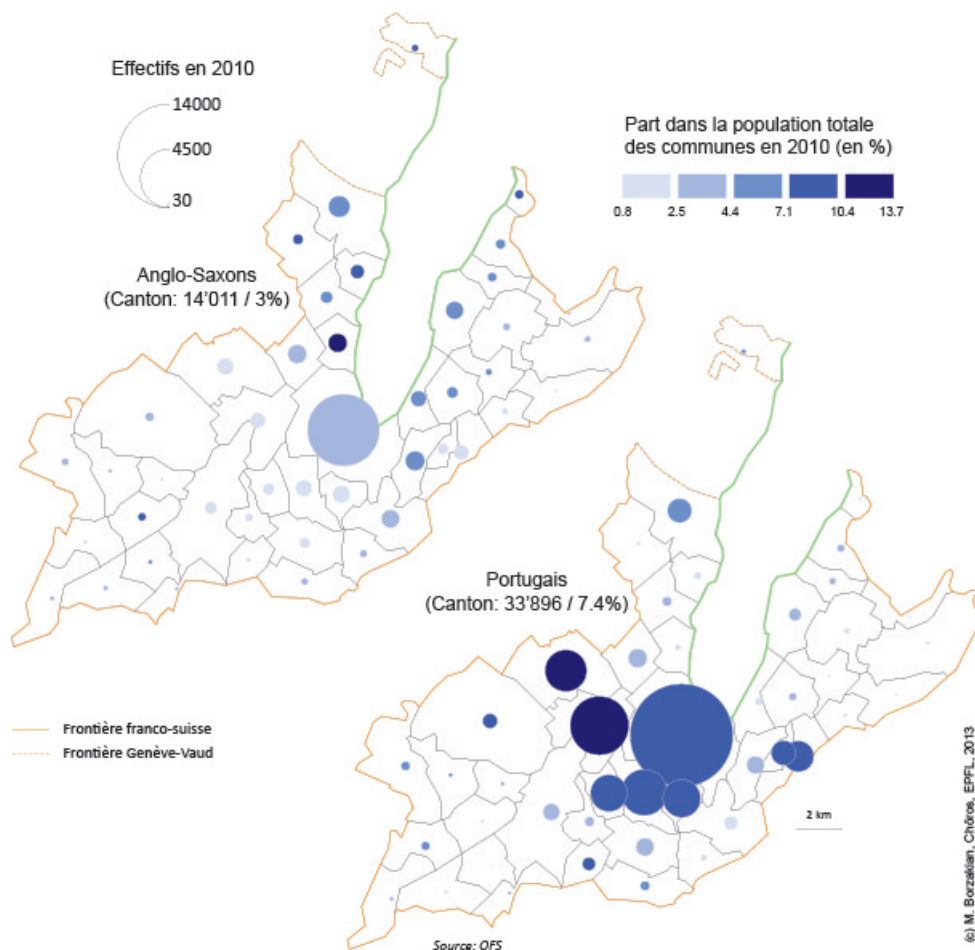 Effectifs en 2010
14000
4500
30
Part dans la population totale
des communes en 2010 (en %)
0.8
2.5
4.4
7.1
10.4
13.7
Anglo-Saxons
(Canton: 14'011 / 3%)
Portugais
(Canton: 33'896 / 7.4%)
Frontière franco-suisse
Frontière Genève-Vaud
2 km
Source: OFS
(c) M. Borzakian, Chôros, EPFL, 2013